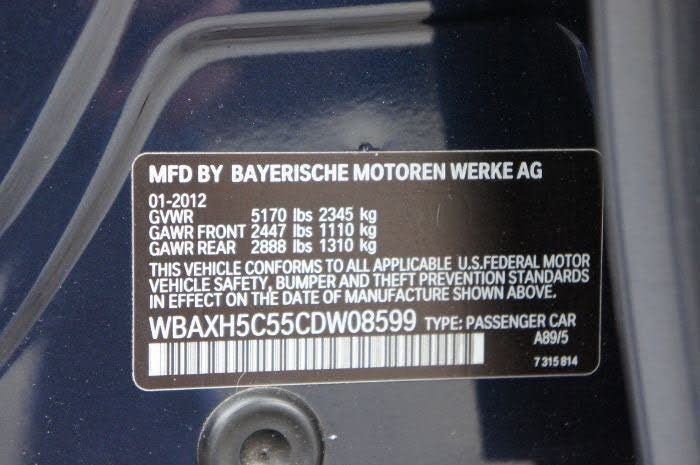 MFD BY BAYERISCHE MOTOREN WERKE AG
01-2012
GVWR 5170 lbs 2345 kg
GAWR FRONT 2447 lbs 1110 kg
GAWR REAR 2888 lbs 1310 kg
THIS VEHICLE CONFORMS TO ALL APPLICABLE U.S.FEDERAL MOTOR
VEHICLE SAFETY, BUMPER AND THEFT PREVENTION STANDARDS
IN EFFECT ON THE DATE OF MANUFACTURE SHOWN ABOVE.
WBAXH5C55CDW08599 TYPE: PASSENGER CAR
A89/5
7 315 814